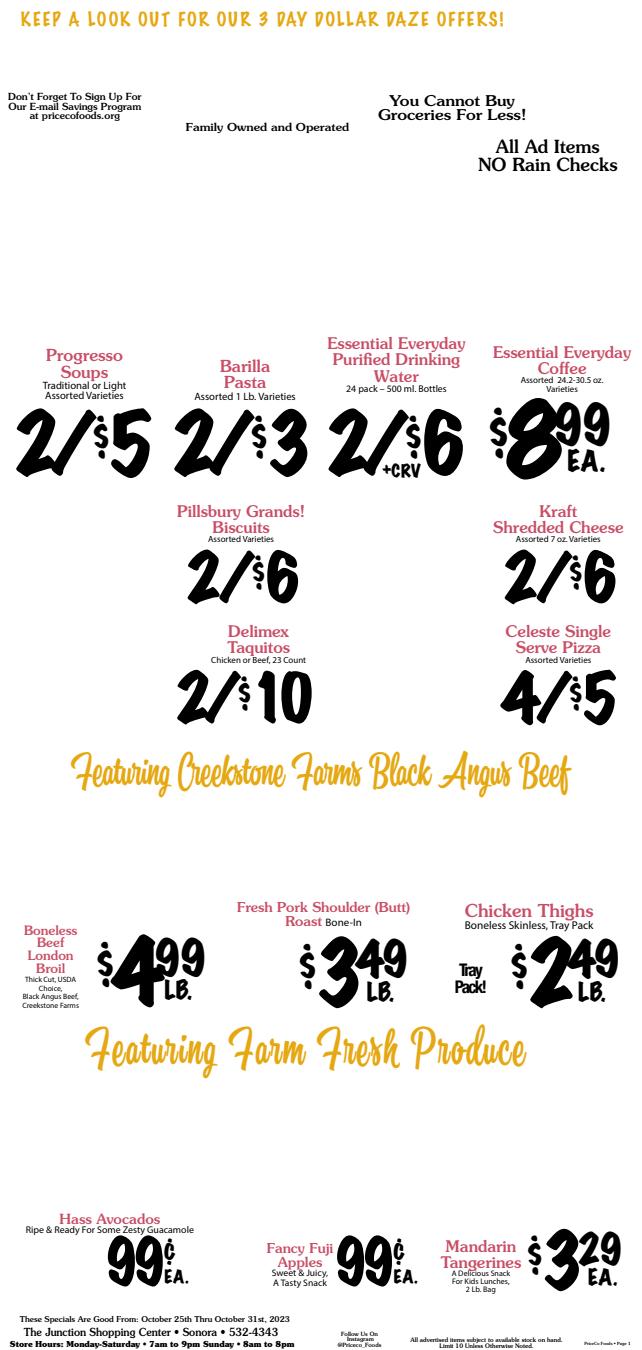 KEEP A LOOK OUT FOR OUR 3 DAY DOLLAR DAZE OFFERS!
Don't Forget To Sign Up For
Our E-mail Savings Program
at pricecofoods.org
Family Owned and Operated
You Cannot Buy
Groceries For Less!
All Ad Items
NO Rain Checks
Progresso
Soups
Traditional or Light
Assorted Varieties
2/$5
Barilla
Pasta
Assorted 1 Lb. Varieties
2/$3
Essential Everyday
Purified Drinking
Water
24 pack – 500 ml. Bottles
2/$6
+CRV
Essential Everyday
Coffee
Assorted 24.2-30.5 oz.
Varieties
$8.99
EA.
Pillsbury Grands!
Biscuits
Assorted Varieties
2/$6
Kraft
Shredded Cheese
Assorted 7 oz. Varieties
2/$6
Delimex
Taquitos
Chicken or Beef, 23 Count
2/$10
Celeste Single
Serve Pizza
Assorted Varieties
4/$5
Featuring Creekstone Farms Black Angus Beef
Boneless
Beef
London
Broil
Thick Cut, USDA
Choice,
Black Angus Beef,
Creekstone Farms
$4.99
LB.
Fresh Pork Shoulder (Butt)
Roast Bone-In
$3.49
LB.
Chicken Thighs
Boneless Skinless, Tray Pack
Tray
Pack!
$2.49
LB.
Featuring Farm Fresh Produce
Hass Avocados
Ripe & Ready For Some Zesty Guacamole
99¢
EA.
Fancy Fuji
Apples
Sweet & Juicy,
A Tasty Snack
99¢
EA.
Mandarin
Tangerines
A Delicious Snack
For Kids Lunches,
2 Lb. Bag
$3.29
EA.
These Specials Are Good From: October 25th Thru October 31st, 2023
The Junction Shopping Center • Sonora • 532-4343
Store Hours: Monday-Saturday • 7am to 9pm Sunday • 8am to 8pm
Follow Us On
Instagram
@Priceco_Foods
All advertised items subject to available stock on hand.
Limit 10 Unless Otherwise Noted.
PriceCo Foods • Page 1